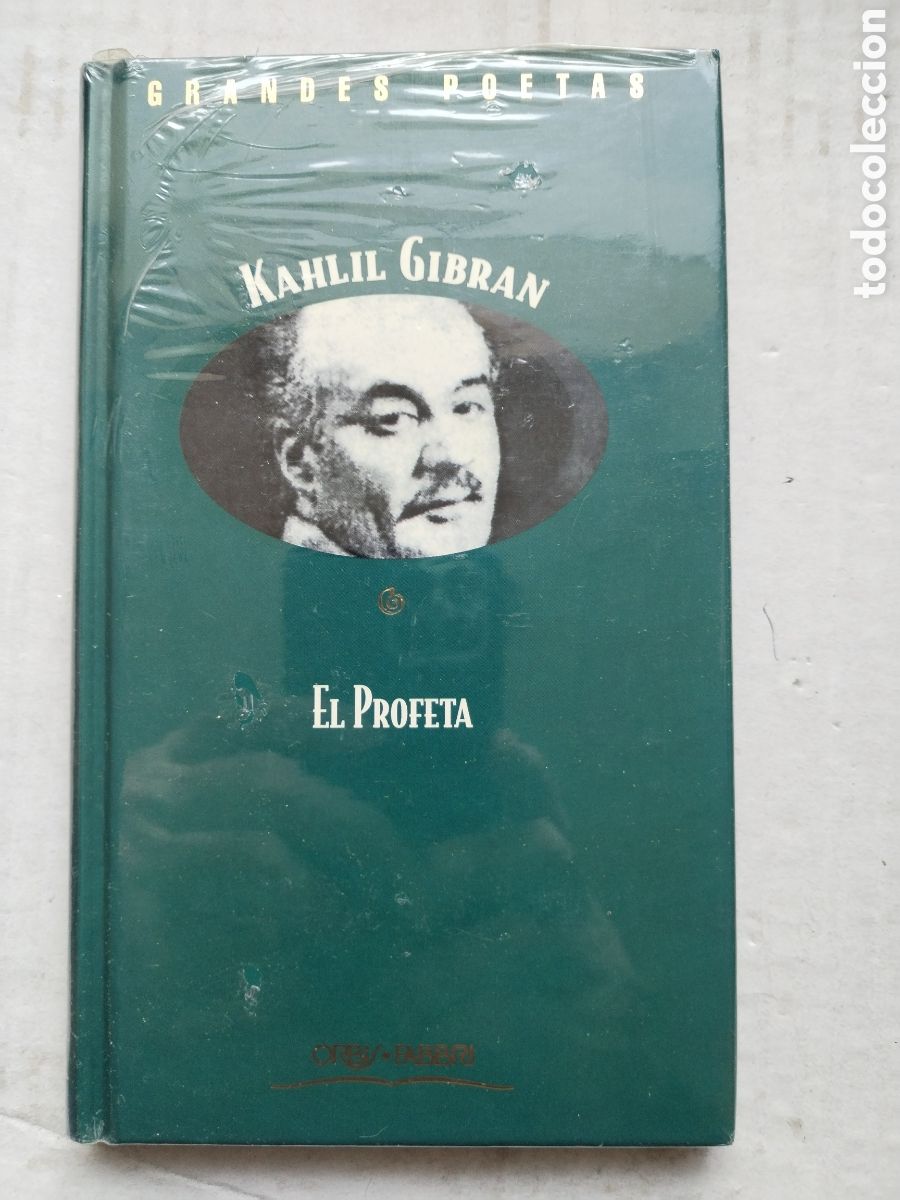 GRANDES POETAS
KAHLIL GIBRAN
EL PROFETA
ORBIS • FABBRI
todocoleccion